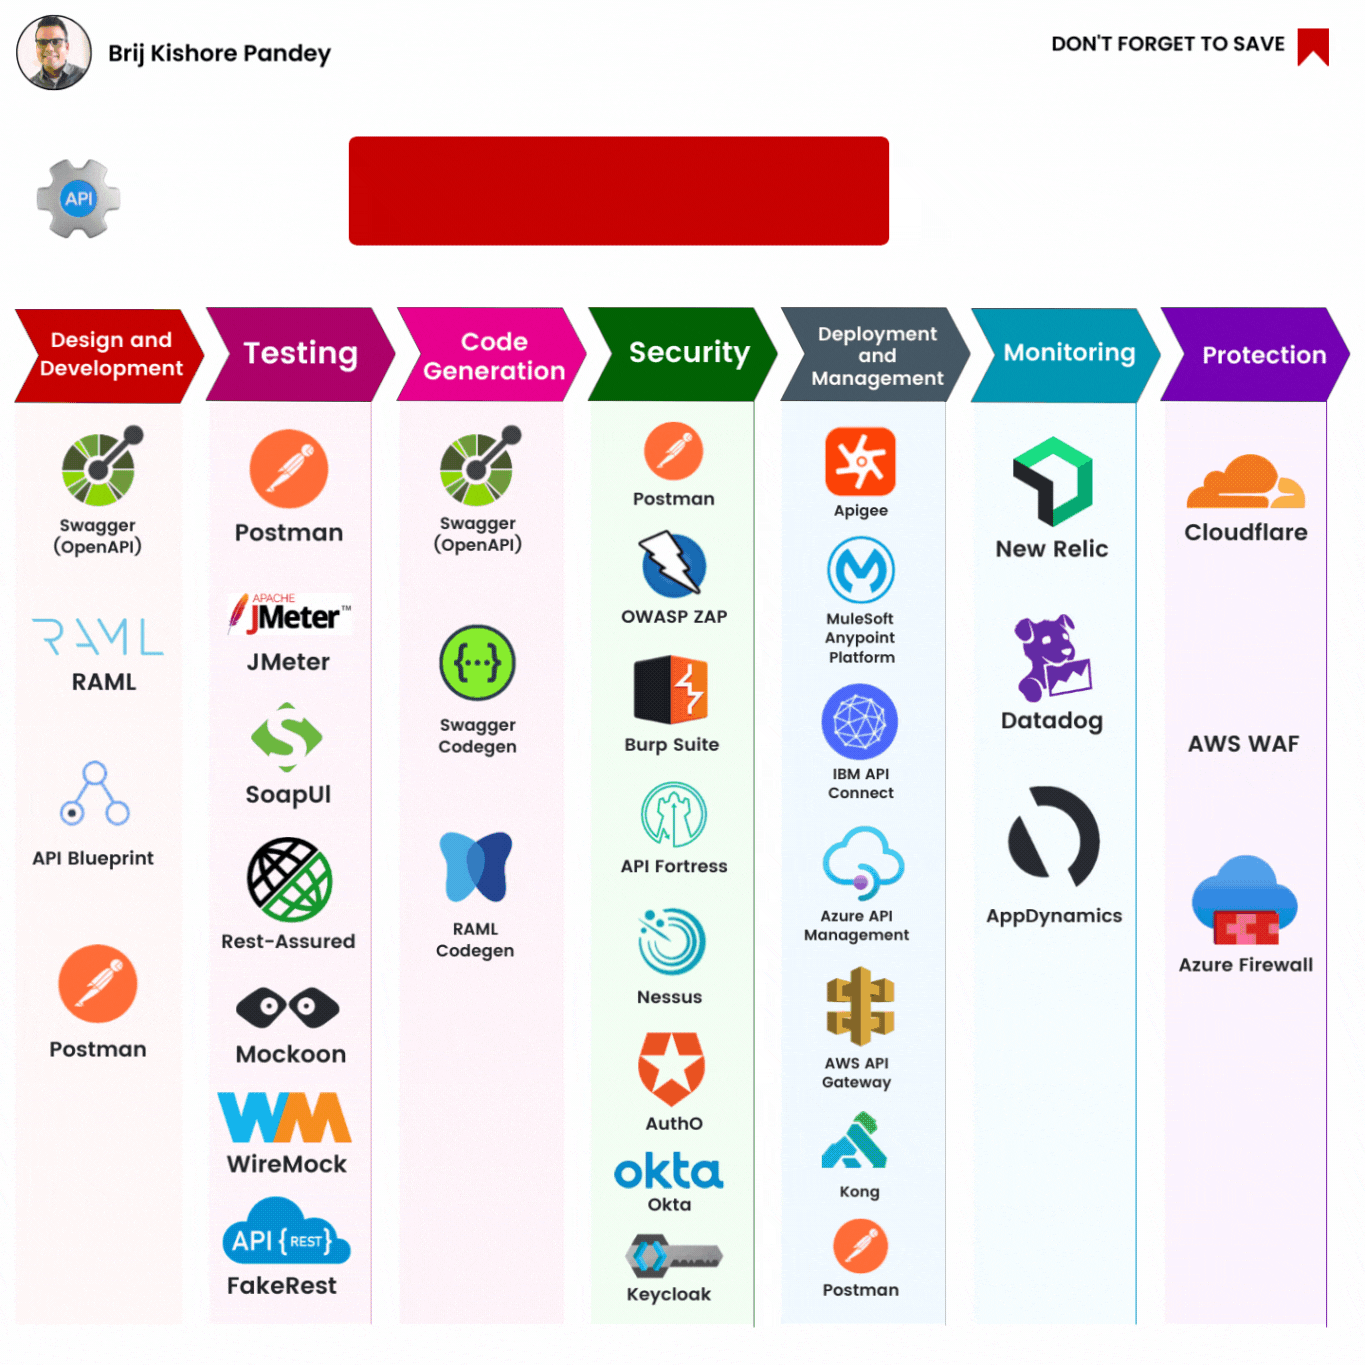 Brij Kishore Pandey
DON'T FORGET TO SAVE
API
Design and
Development
Testing
Code
Generation
Security
Deployment
and
Management
Monitoring
Protection
Swagger
(OpenAPI)
RAML
RAML
API Blueprint
Postman
Postman
APACHE
JMeter™
JMeter
S
SoapUI
Rest-Assured
Mockoon
WM
WireMock
API {REST}
FakeRest
Swagger
(OpenAPI)
{...}
Swagger
Codegen
RAML
Codegen
Postman
OWASP ZAP
Burp Suite
API Fortress
Nessus
AuthO
okta
Okta
Keycloak
Apigee
MuleSoft
Anypoint
Platform
IBM API
Connect
Azure API
Management
AWS API
Gateway
Kong
Postman
New Relic
Datadog
AppDynamics
Cloudflare
AWS WAF
Azure Firewall